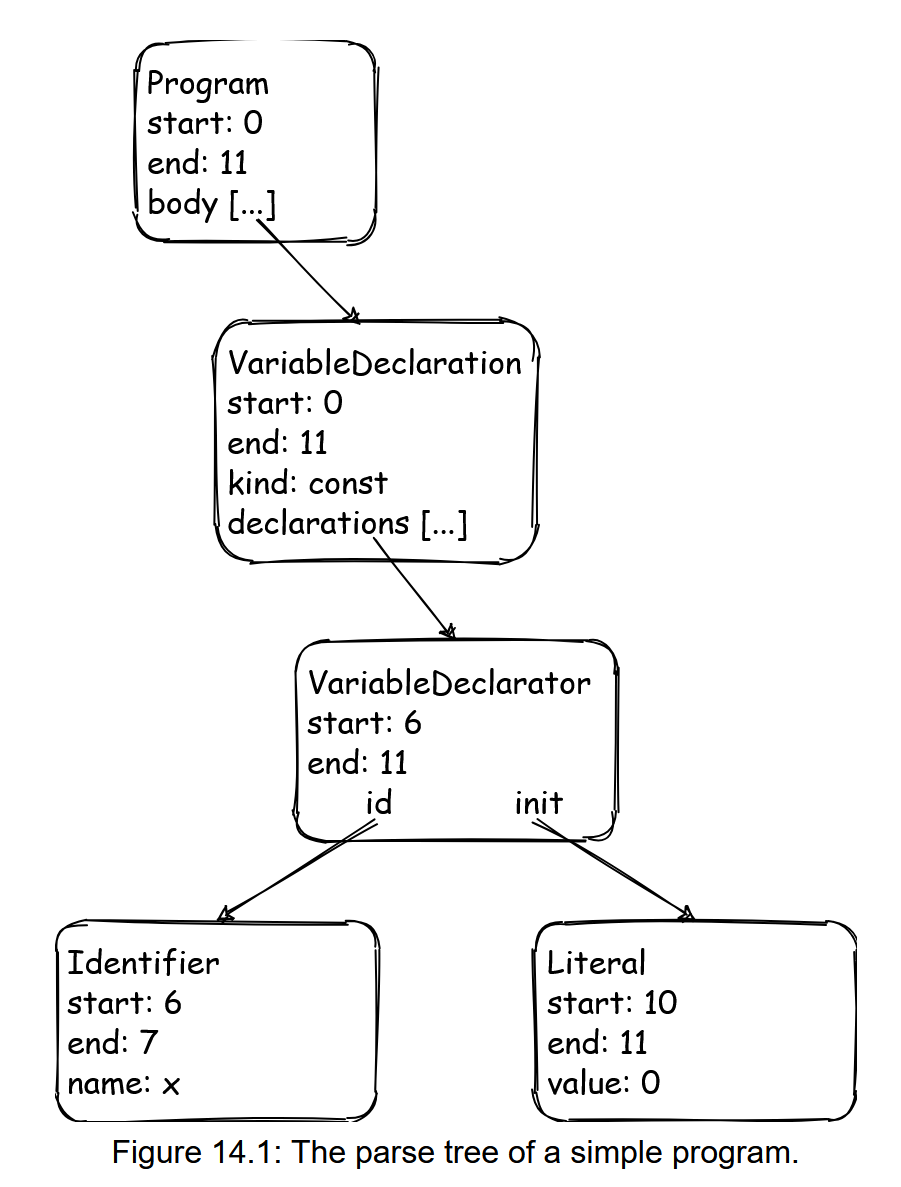 Program
start: 0
end: 11
body [...]
VariableDeclaration
start: 0
end: 11
kind: const
declarations [...]
VariableDeclarator
start: 6
end: 11
id init
Identifier
start: 6
end: 7
name: x
Literal
start: 10
end: 11
value: 0
Figure 14.1: The parse tree of a simple program.